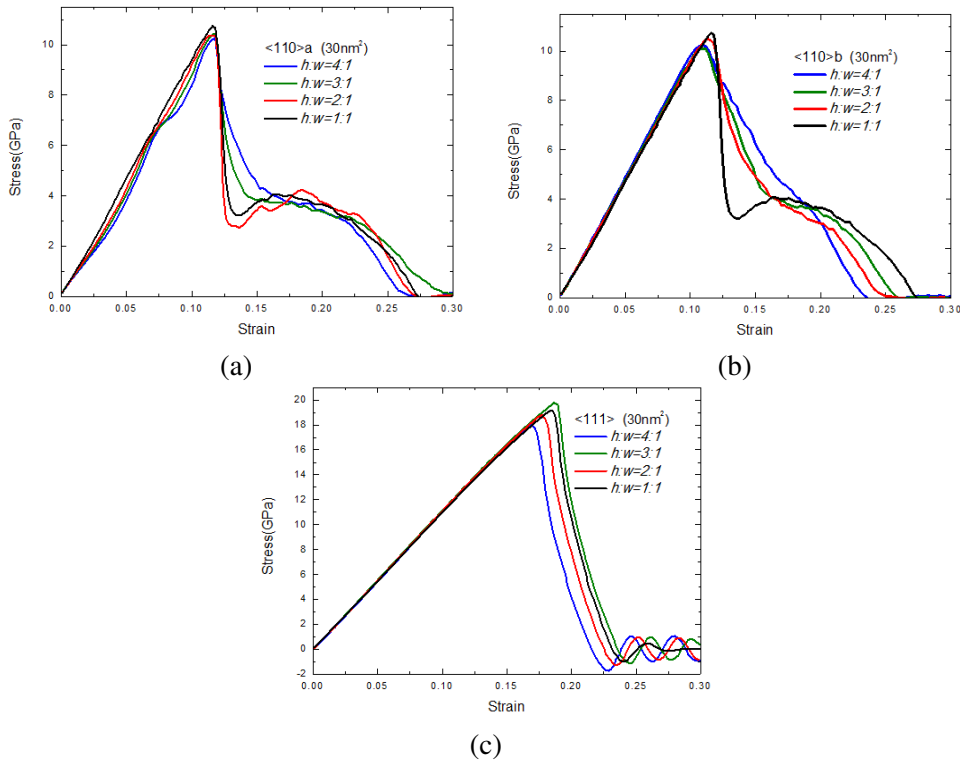 <110>a (30nm²)
h:w=4:1
h:w=3:1
h:w=2:1
h:w=1:1
Stress(GPa)
10
8
6
4
2
0
0.00 0.05 0.10 0.15 0.20 0.25 0.30
Strain
(a)
<110>b (30nm²)
h:w=4:1
h:w=3:1
h:w=2:1
h:w=1:1
Stress(GPa)
10
8
6
4
2
0
0.00 0.05 0.10 0.15 0.20 0.25 0.30
Strain
(b)
<111> (30nm²)
h:w=4:1
h:w=3:1
h:w=2:1
h:w=1:1
Stress(GPa)
20
18
16
14
12
10
8
6
4
2
0
-2
0.00 0.05 0.10 0.15 0.20 0.25 0.30
Strain
(c)